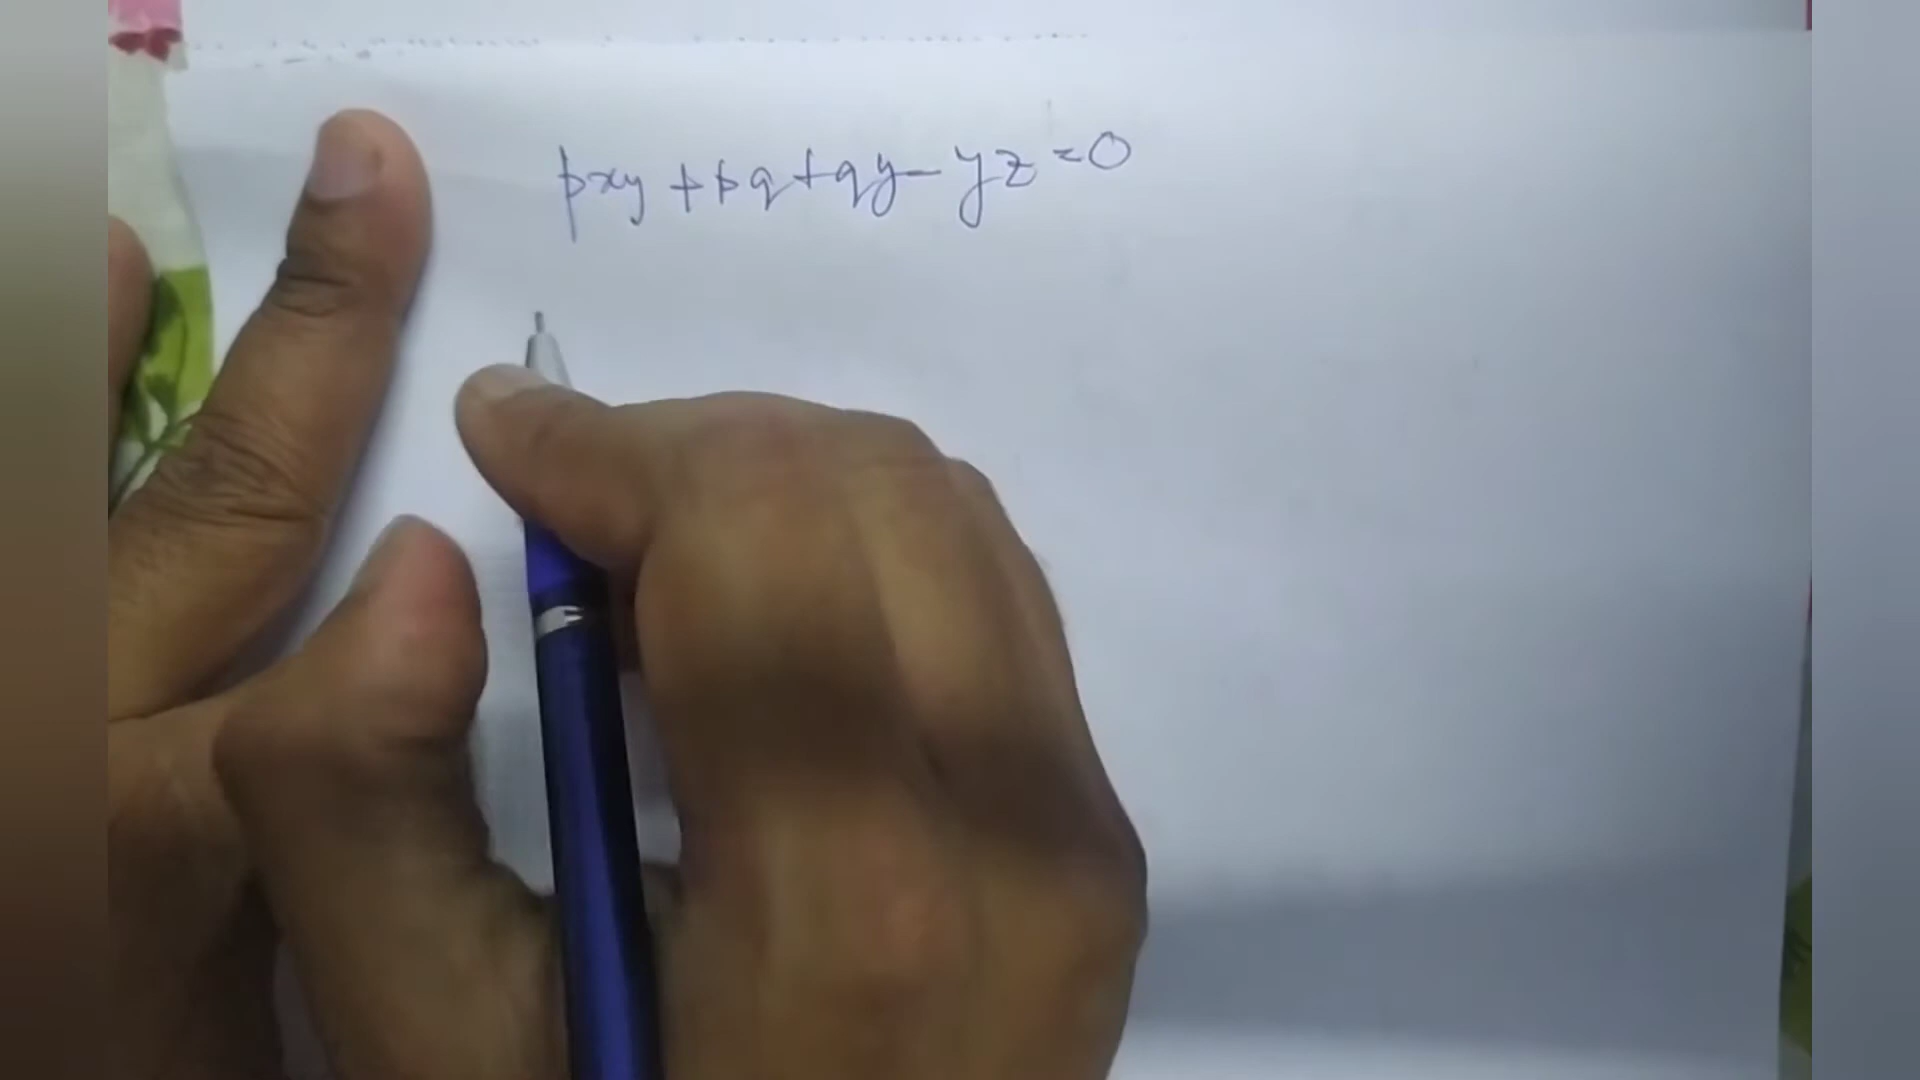 pxy + pq + qy - yz = 0